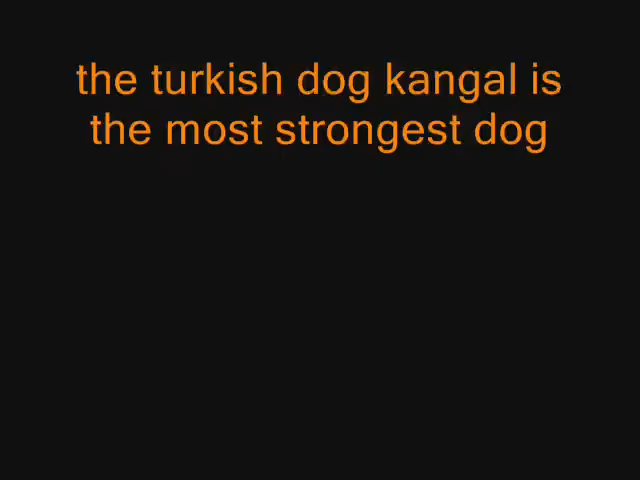 the turkish dog kangal is
the most strongest dog